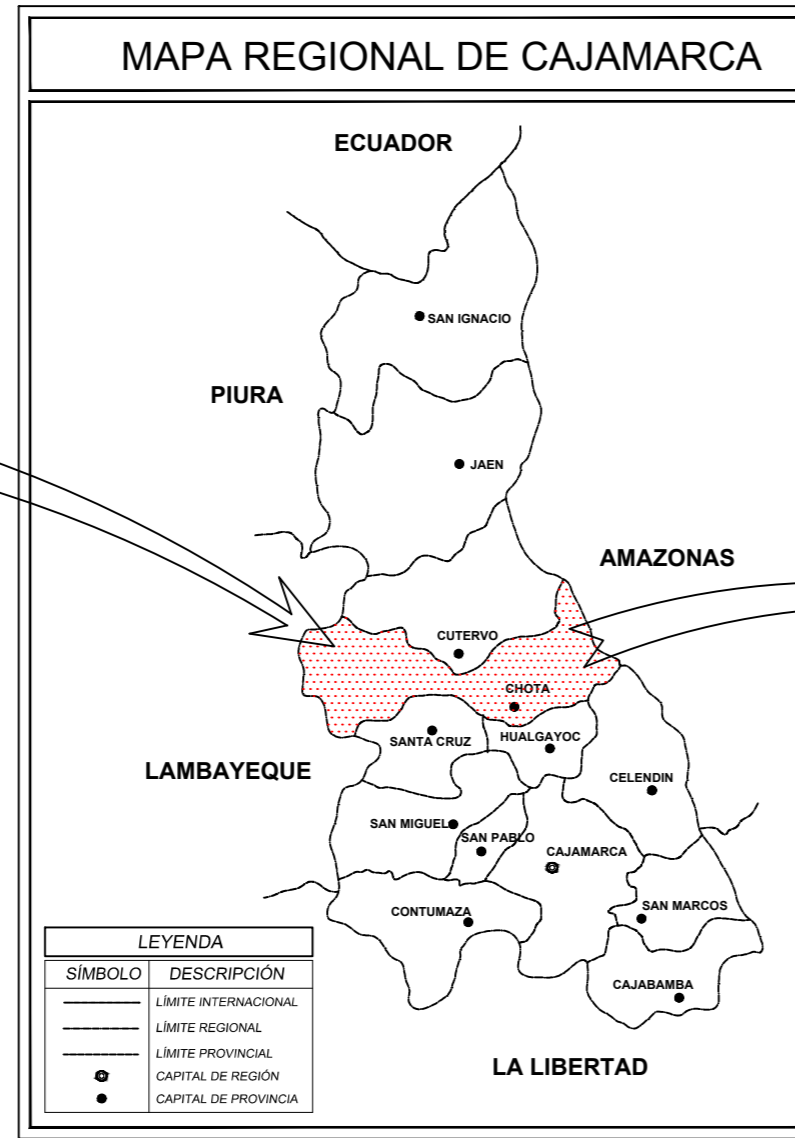 MAPA REGIONAL DE CAJAMARCA
ECUADOR
SAN IGNACIO
PIURA
JAEN
AMAZONAS
CUTERVO
CHOTA
SANTA CRUZ
HUALGAYOC
LAMBAYEQUE
CELENDIN
SAN MIGUEL
SAN PABLO
CAJAMARCA
CONTUMAZA
SAN MARCOS
CAJABAMBA
LA LIBERTAD
LEYENDA
SÍMBOLO DESCRIPCIÓN
LÍMITE INTERNACIONAL
LÍMITE REGIONAL
LÍMITE PROVINCIAL
CAPITAL DE REGIÓN
CAPITAL DE PROVINCIA